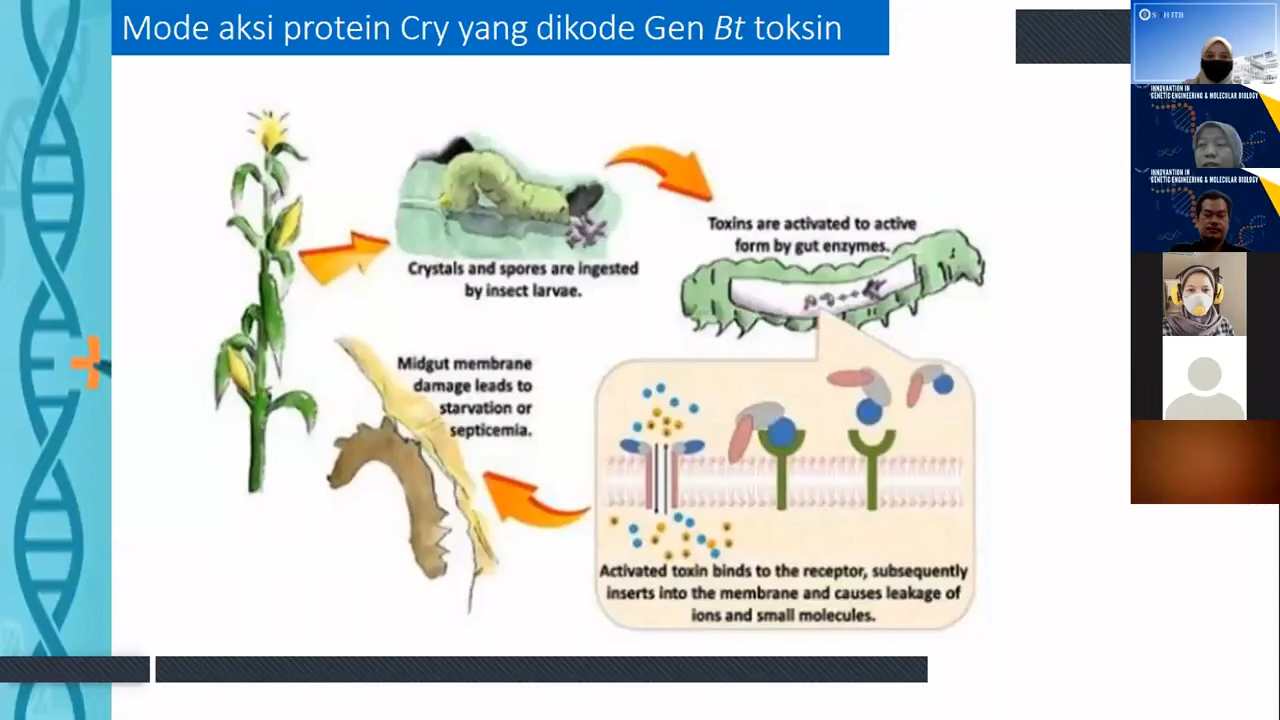 Mode aksi protein Cry yang dikode Gen Bt toksin
Crystals and spores are ingested
by insect larvae.
Toxins are activated to active
form by gut enzymes.
Midgut membrane
damage leads to
starvation or
septicemia.
Activated toxin binds to the receptor, subsequently
inserts into the membrane and causes leakage of
ions and small molecules.
ITB
INNOVANTION IN
GENETIC ENGINEERING & MOLECULAR BIOLOGY
INNOVANTION IN
GENETIC ENGINEERING & MOLECULAR BIOLOGY